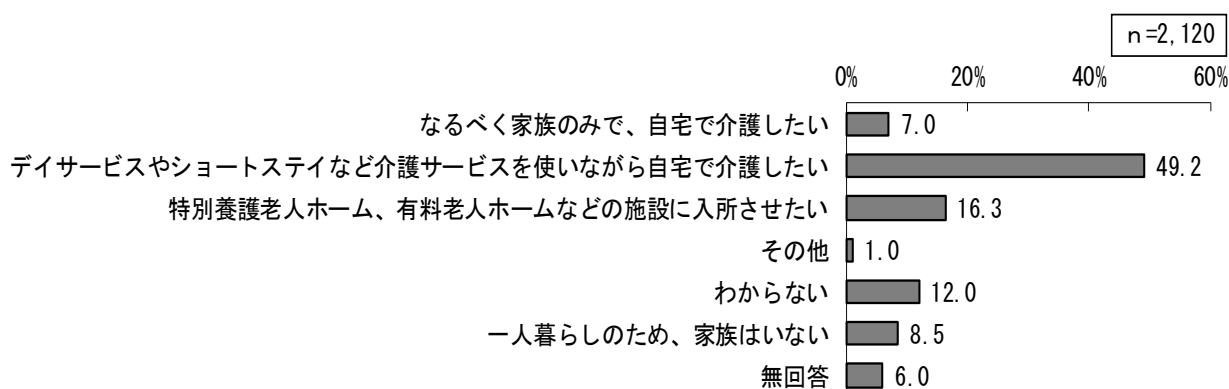 n=2,120
0% 20% 40% 60%
なるべく家族のみで、自宅で介護したい 7.0
デイサービスやショートステイなど介護サービスを使いながら自宅で介護したい 49.2
特別養護老人ホーム、有料老人ホームなどの施設に入所させたい 16.3
その他 1.0
わからない 12.0
一人暮らしのため、家族はいない 8.5
無回答 6.0